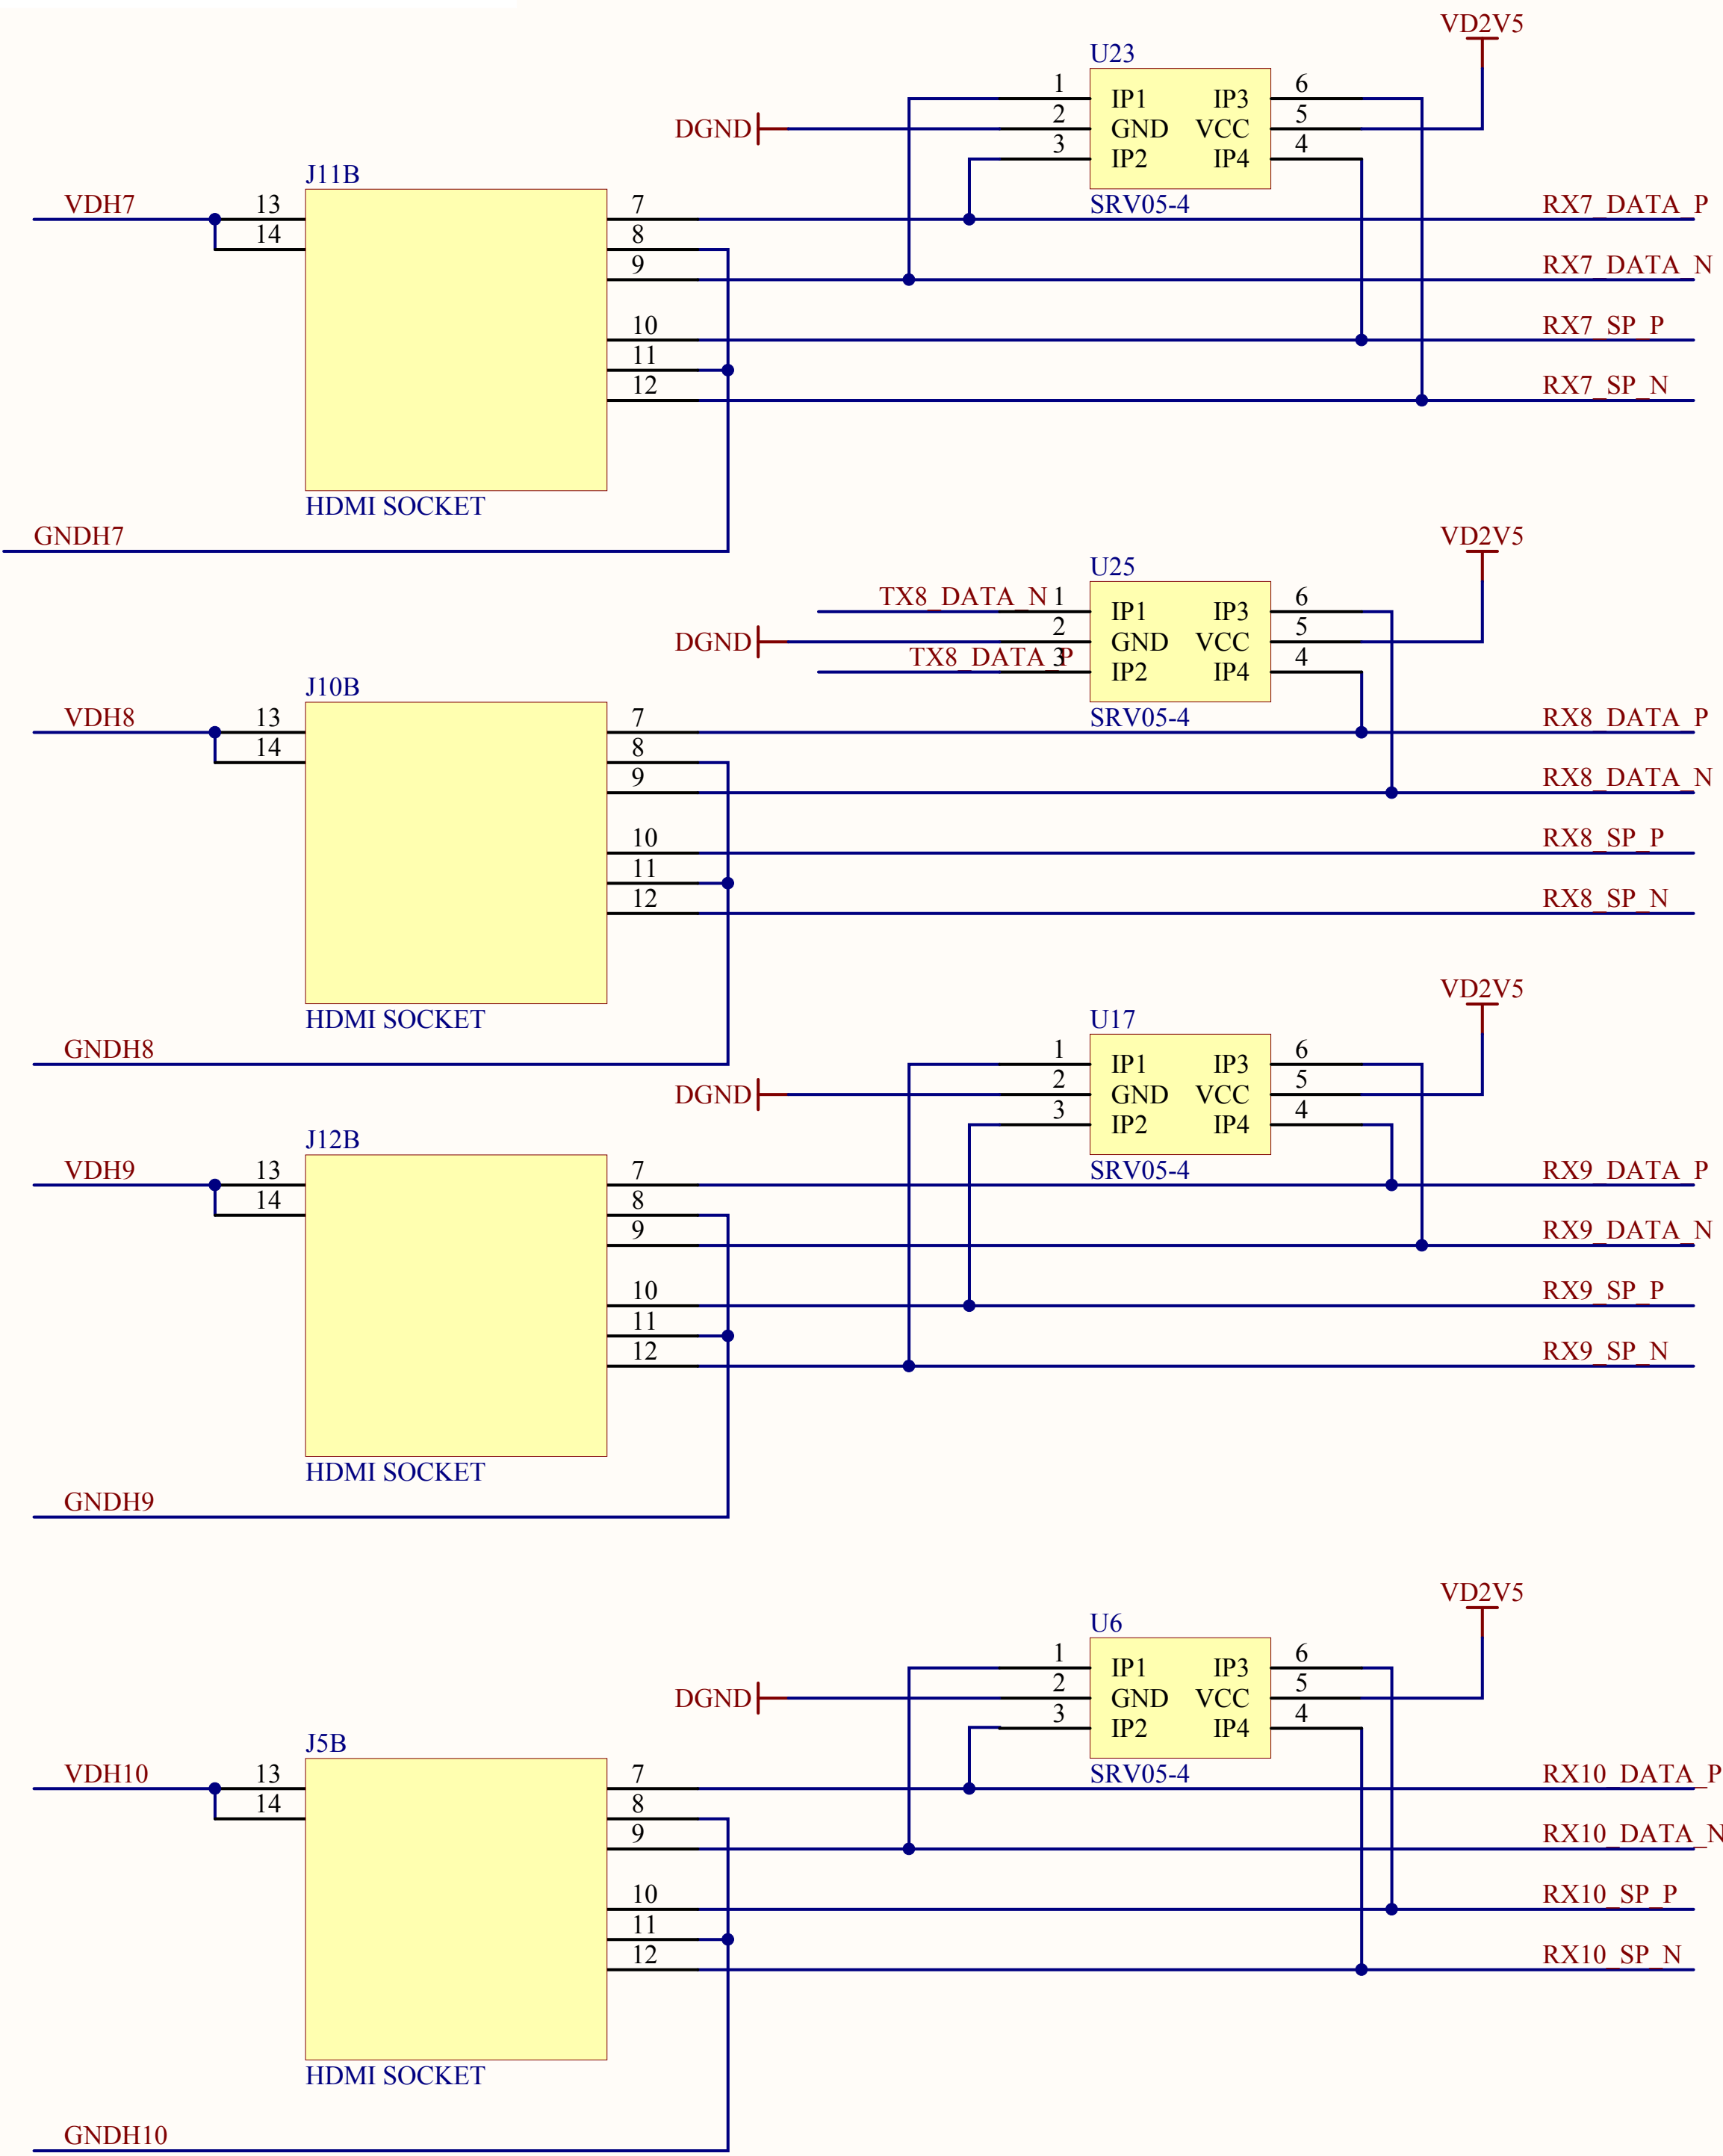 VD2V5
U23
1 IP1 IP3 6
DGND 2 GND VCC 5
3 IP2 IP4 4
SRV05-4
J11B
VDH7 13 7 RX7_DATA_P
14 8
9 RX7_DATA_N
10 RX7_SP_P
11
12 RX7_SP_N
HDMI SOCKET
GNDH7
VD2V5
U25
TX8_DATA_N 1 IP1 IP3 6
DGND 2 GND VCC 5
TX8_DATA_P 3 IP2 IP4 4
SRV05-4
J10B
VDH8 13 7 RX8_DATA_P
14 8
9 RX8_DATA_N
10 RX8_SP_P
11
12 RX8_SP_N
HDMI SOCKET
GNDH8
VD2V5
U17
1 IP1 IP3 6
DGND 2 GND VCC 5
3 IP2 IP4 4
SRV05-4
J12B
VDH9 13 7 RX9_DATA_P
14 8
9 RX9_DATA_N
10 RX9_SP_P
11
12 RX9_SP_N
HDMI SOCKET
GNDH9
VD2V5
U6
1 IP1 IP3 6
DGND 2 GND VCC 5
3 IP2 IP4 4
SRV05-4
J5B
VDH10 13 7 RX10_DATA_P
14 8
9 RX10_DATA_N
10 RX10_SP_P
11
12 RX10_SP_N
HDMI SOCKET
GNDH10